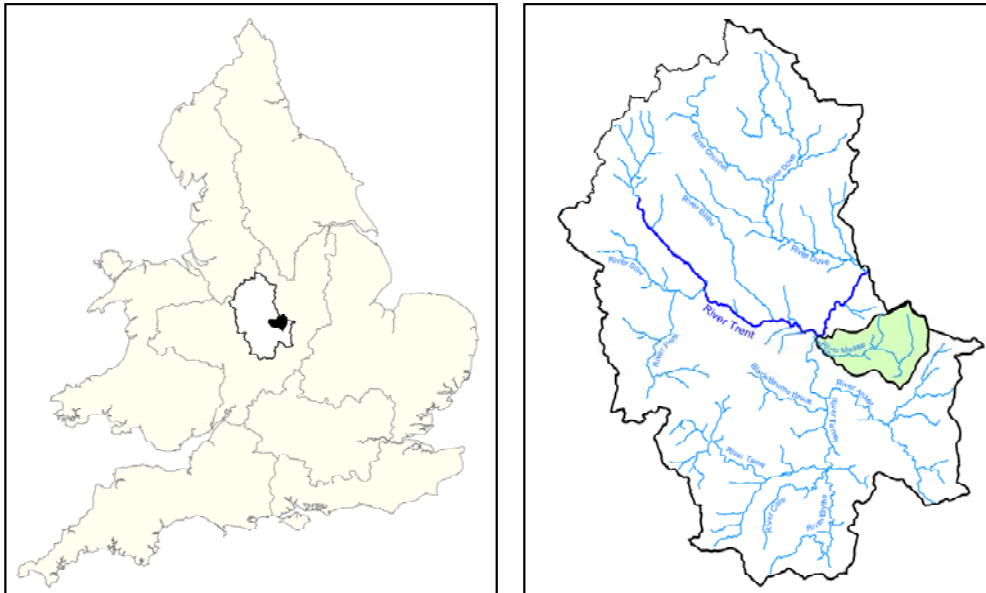 River Churnet
River Dove
River Blithe
River Dove
River Sow
River Trent
River Mease
River Penk
Black Bourne Brook
River Anker
River Tame
River Tame
River Cole
River Blythe